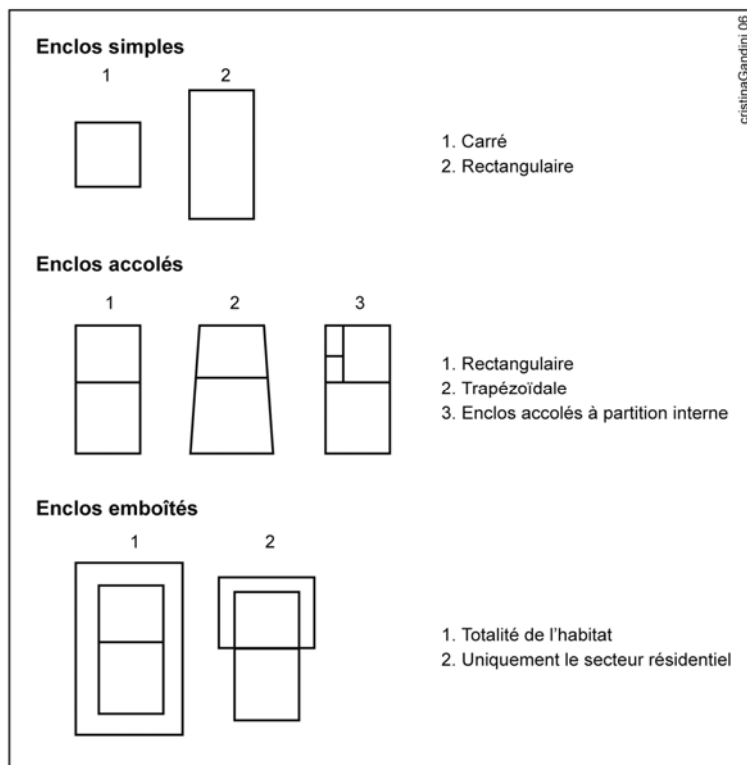 cristinaGandini 06
Enclos simples
1 2
1. Carré
2. Rectangulaire
Enclos accolés
1 2 3
1. Rectangulaire
2. Trapézoïdale
3. Enclos accolés à partition interne
Enclos emboîtés
1 2
1. Totalité de l'habitat
2. Uniquement le secteur résidentiel